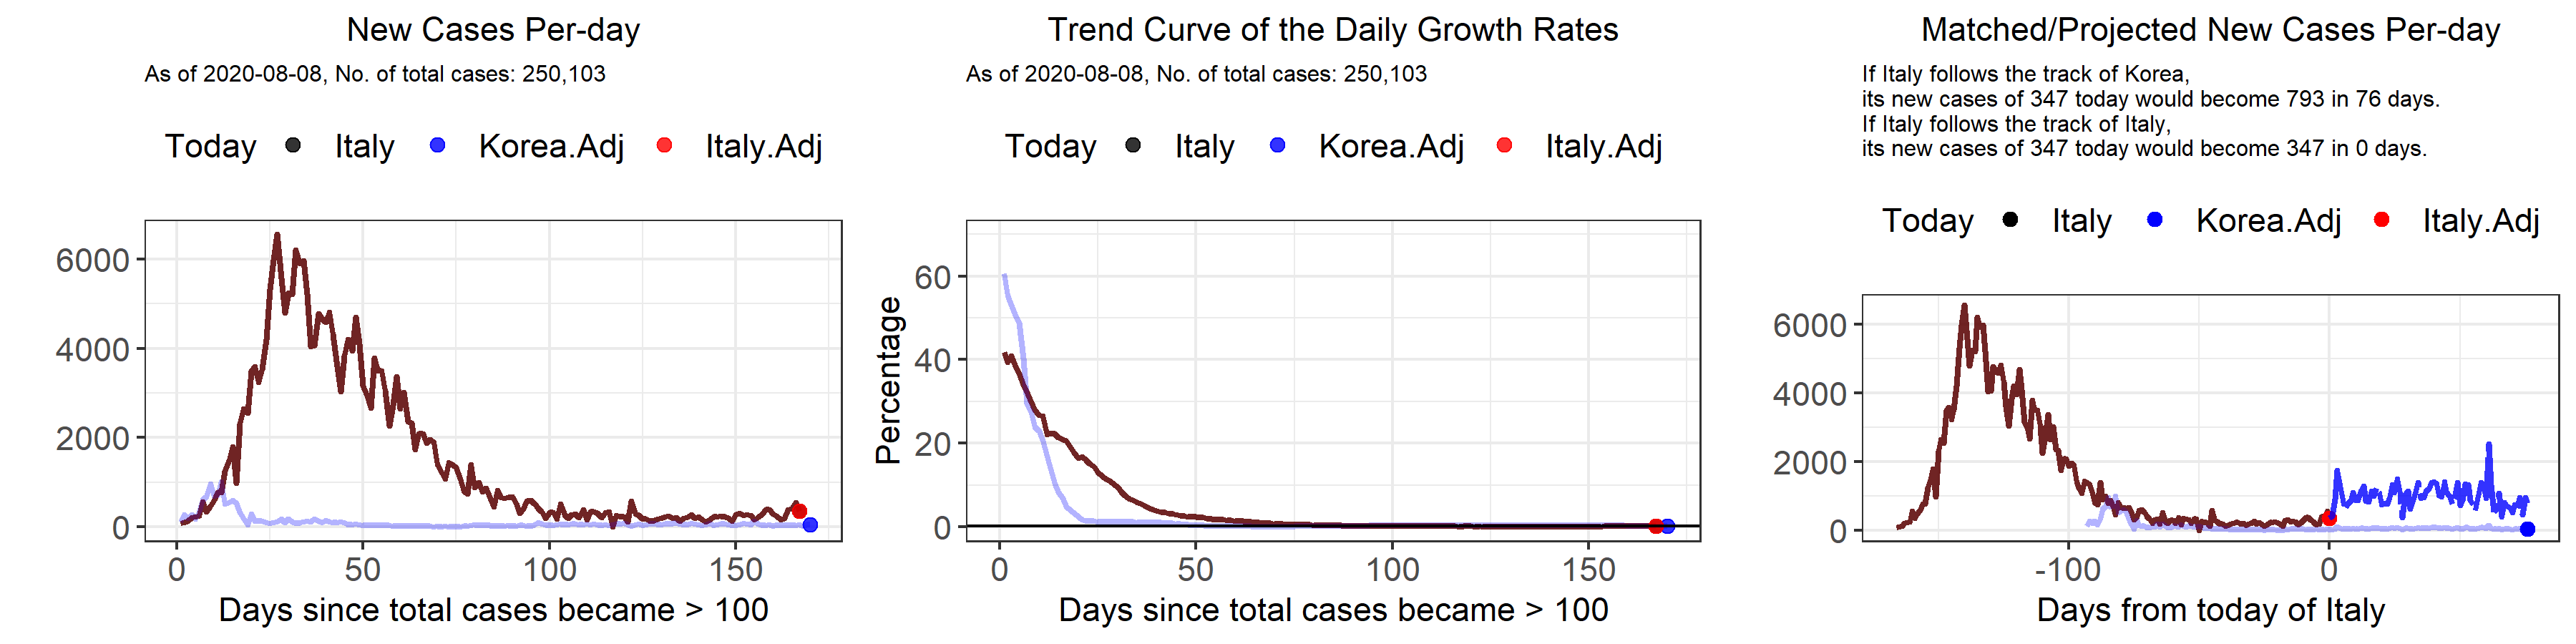 New Cases Per-day
As of 2020-08-08, No. of total cases: 250,103
Today Italy Korea.Adj Italy.Adj
6000
4000
2000
0
0 50 100 150
Days since total cases became > 100
Trend Curve of the Daily Growth Rates
As of 2020-08-08, No. of total cases: 250,103
Today Italy Korea.Adj Italy.Adj
Percentage
60
40
20
0
0 50 100 150
Days since total cases became > 100
Matched/Projected New Cases Per-day
If Italy follows the track of Korea,
its new cases of 347 today would become 793 in 76 days.
If Italy follows the track of Italy,
its new cases of 347 today would become 347 in 0 days.
Today Italy Korea.Adj Italy.Adj
6000
4000
2000
0
-100 0
Days from today of Italy